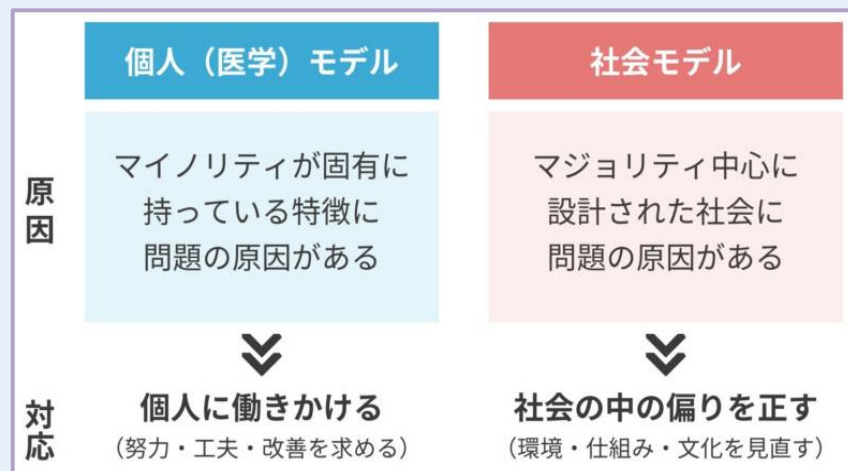 個人（医学）モデル
社会モデル
原因
マイノリティが固有に
持っている特徴に
問題の原因がある
マジョリティ中心に
設計された社会に
問題の原因がある
対応
個人に働きかける
（努力・工夫・改善を求める）
社会の中の偏りを正す
（環境・仕組み・文化を見直す）